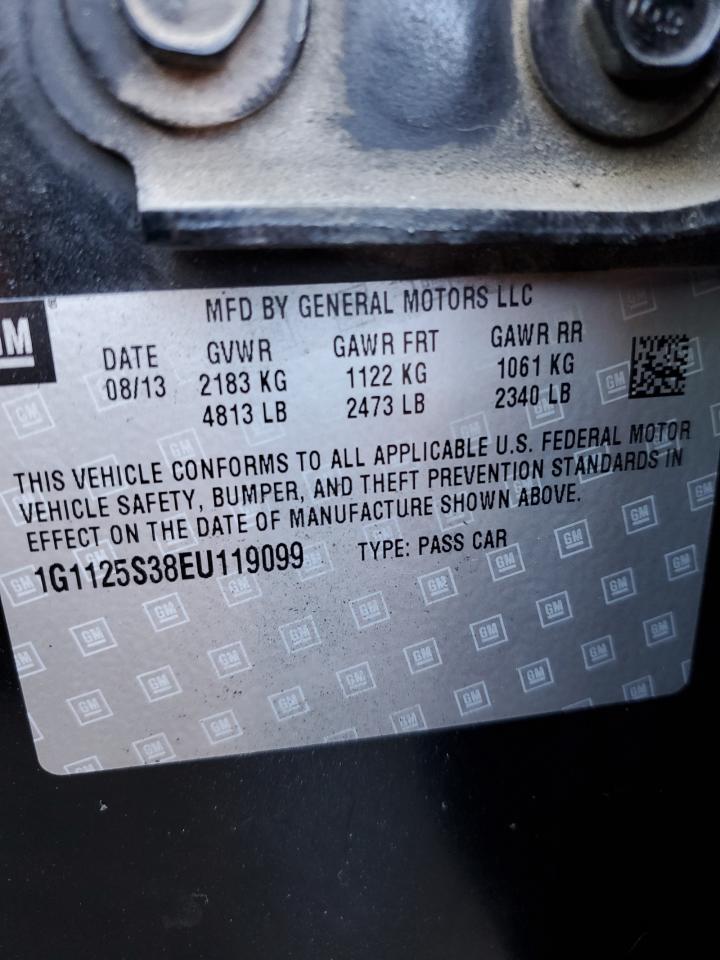 GM
MFD BY GENERAL MOTORS LLC
DATE GVWR GAWR FRT GAWR RR
08/13 2183 KG 1122 KG 1061 KG
4813 LB 2473 LB 2340 LB
THIS VEHICLE CONFORMS TO ALL APPLICABLE U.S. FEDERAL MOTOR
VEHICLE SAFETY, BUMPER, AND THEFT PREVENTION STANDARDS IN
EFFECT ON THE DATE OF MANUFACTURE SHOWN ABOVE.
1G1125S38EU119099 TYPE: PASS CAR